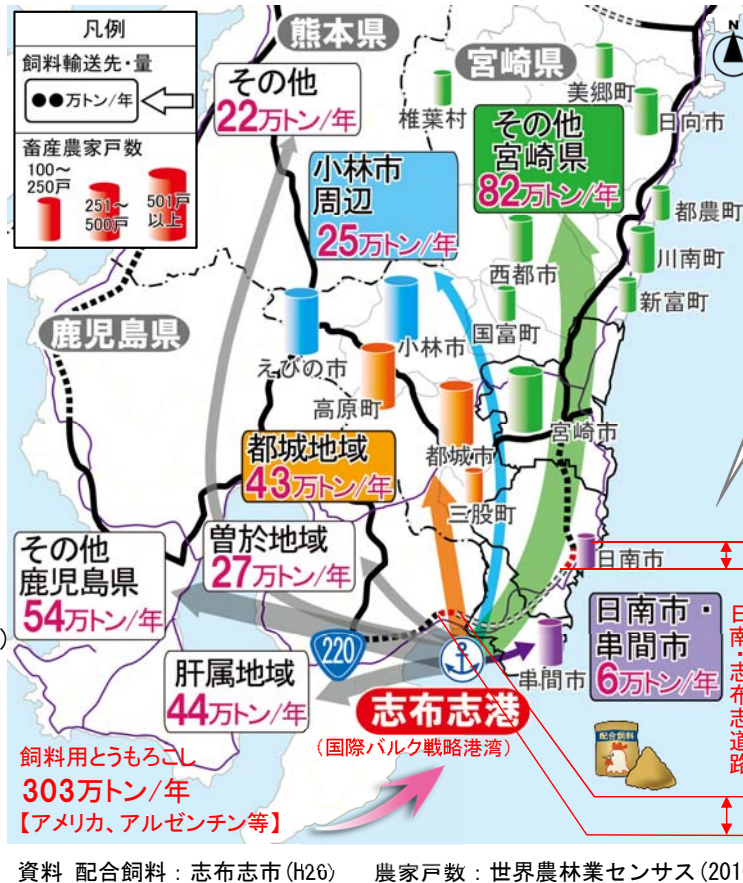 凡例
飼料輸送先・量
●●万トン/年
畜産農家戸数
100～
250戸
251～
500戸
501戸
以上
熊本県
宮崎県
N
その他
22万トン/年
椎葉村
美郷町
日向市
その他
宮崎県
82万トン/年
小林市
周辺
25万トン/年
都農町
川南町
西都市
新富町
国富町
鹿児島県
えびの市
小林市
高原町
宮崎市
都城地域
43万トン/年
都城市
三股町
その他
鹿児島県
54万トン/年
曽於地域
27万トン/年
日南市
日南市・
串間市
6万トン/年
220
串間市
肝属地域
44万トン/年
志布志港
(国際バルク戦略港湾)
日南・志布志道路
配合飼料
飼料用とうもろこし
303万トン/年
【アメリカ、アルゼンチン等】
)
資料 配合飼料：志布志市(H26) 農家戸数：世界農林業センサス(201